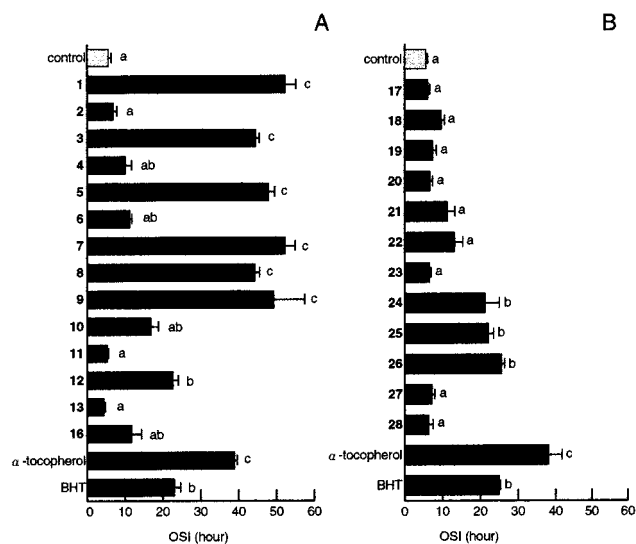 A
control a
1 c
2 a
3 c
4 ab
5 c
6 ab
7 c
8 c
9 c
10 ab
11 a
12 b
13 a
16 ab
α-tocopherol c
BHT b
0 10 20 30 40 50 60
OSI (hour)
B
control a
17 a
18 a
19 a
20 a
21 a
22 a
23 a
24 b
25 b
26 b
27 a
28 a
α-tocopherol c
BHT b
0 10 20 30 40 50 60
OSI (hour)